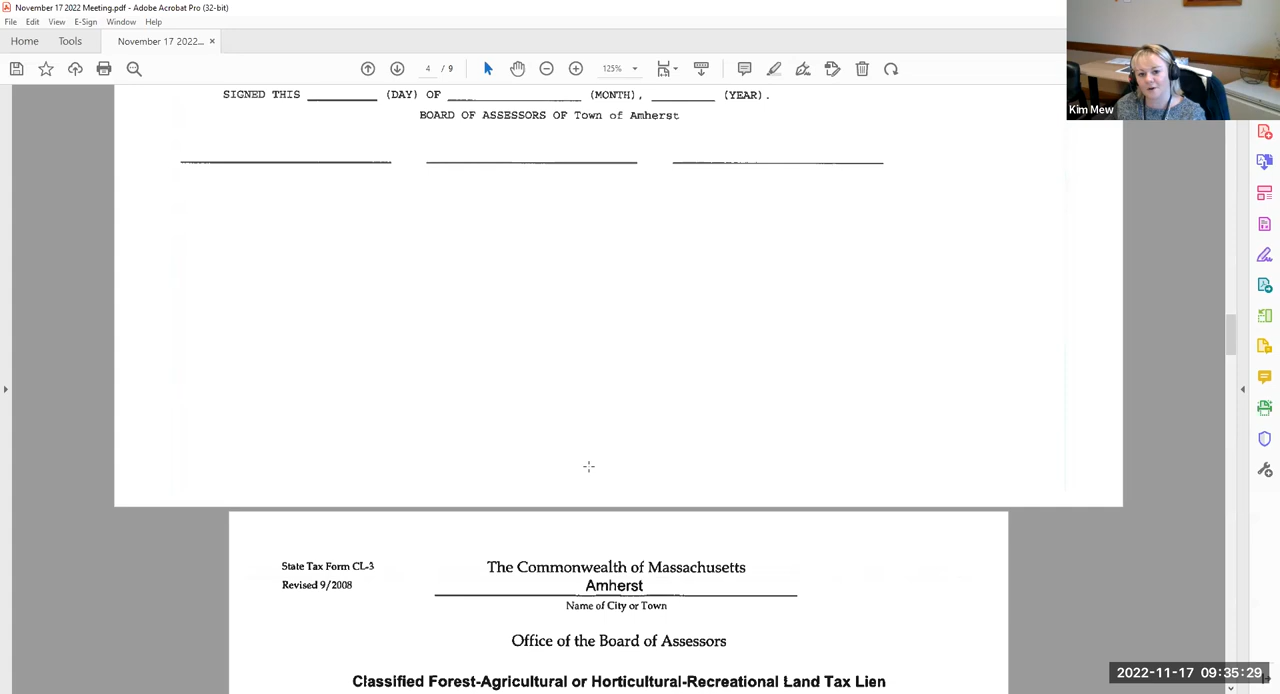 November 17 2022 Meeting.pdf - Adobe Acrobat Pro (32-bit)
File Edit View E-Sign Window Help
Home Tools November 17 2022... ×
4 / 9 125%
Kim Mew
SIGNED THIS (DAY) OF (MONTH), (YEAR).
BOARD OF ASSESSORS OF Town of Amherst
State Tax Form CL-3
Revised 9/2008
The Commonwealth of Massachusetts
Amherst
Name of City or Town
Office of the Board of Assessors
Classified Forest-Agricultural or Horticultural-Recreational Land Tax Lien
2022-11-17 09:35:29